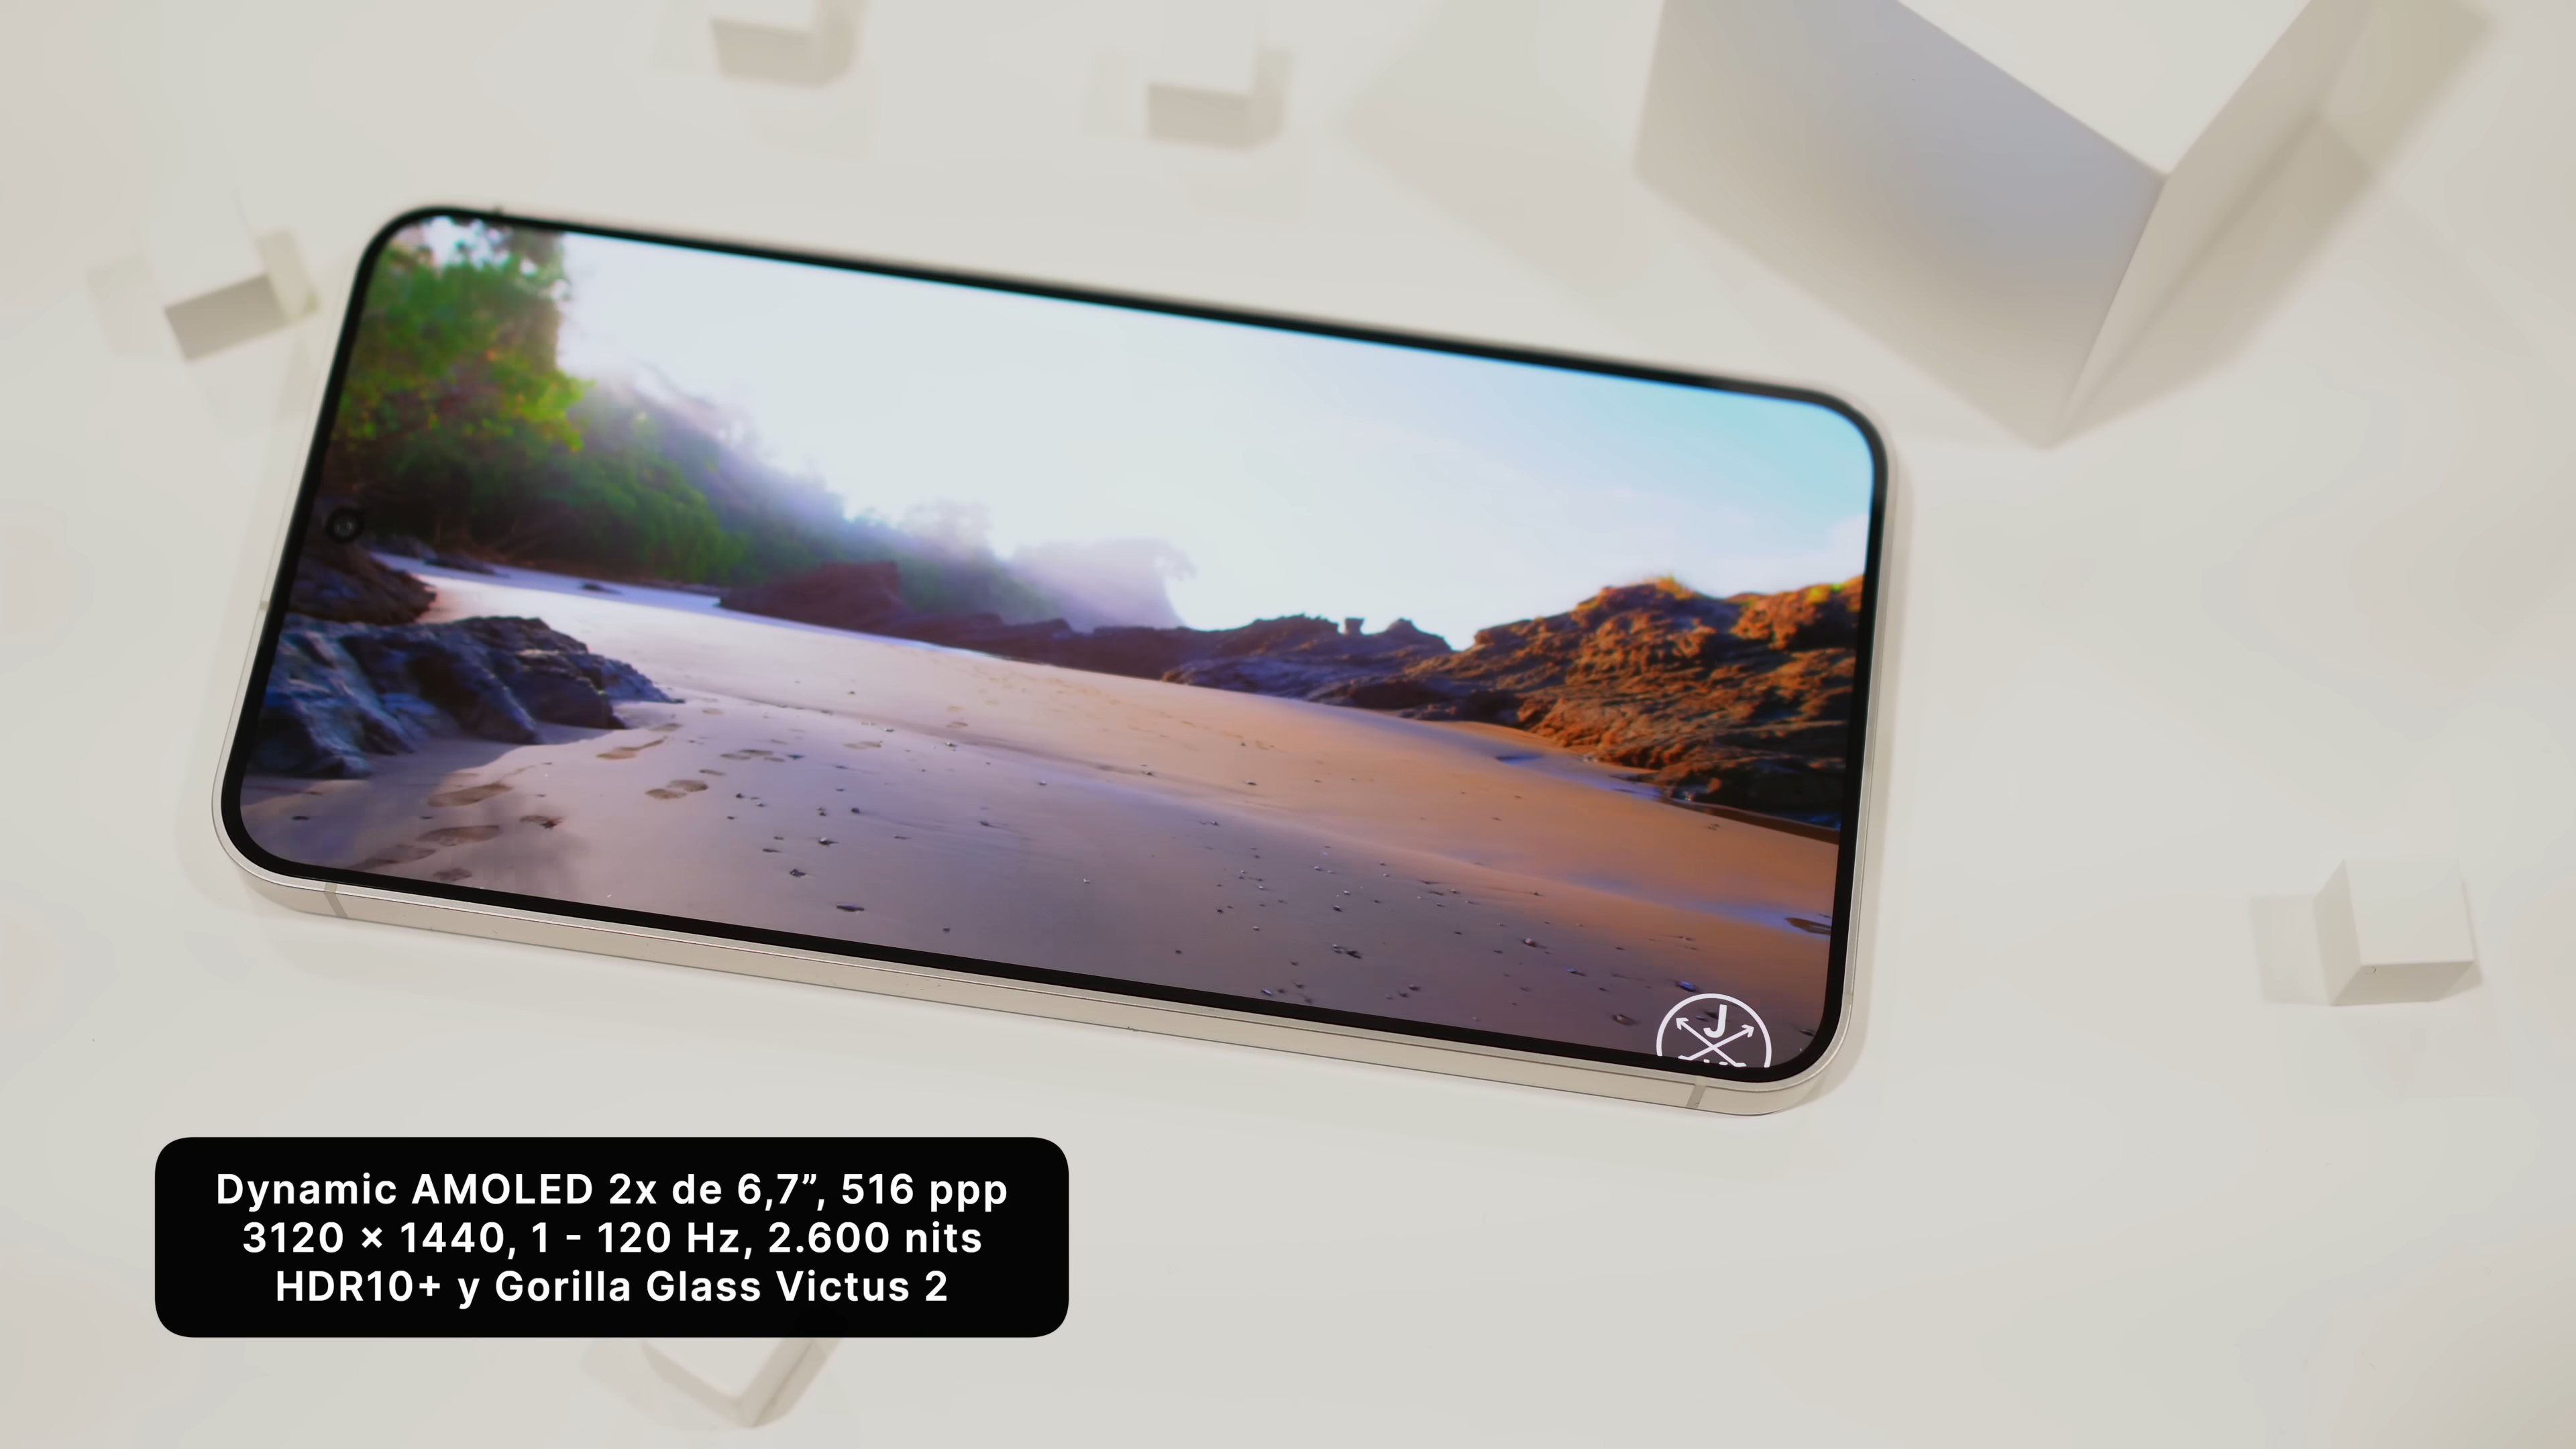 J
Dynamic AMOLED 2x de 6,7”, 516 ppp
3120 × 1440, 1 - 120 Hz, 2.600 nits
HDR10+ y Gorilla Glass Victus 2